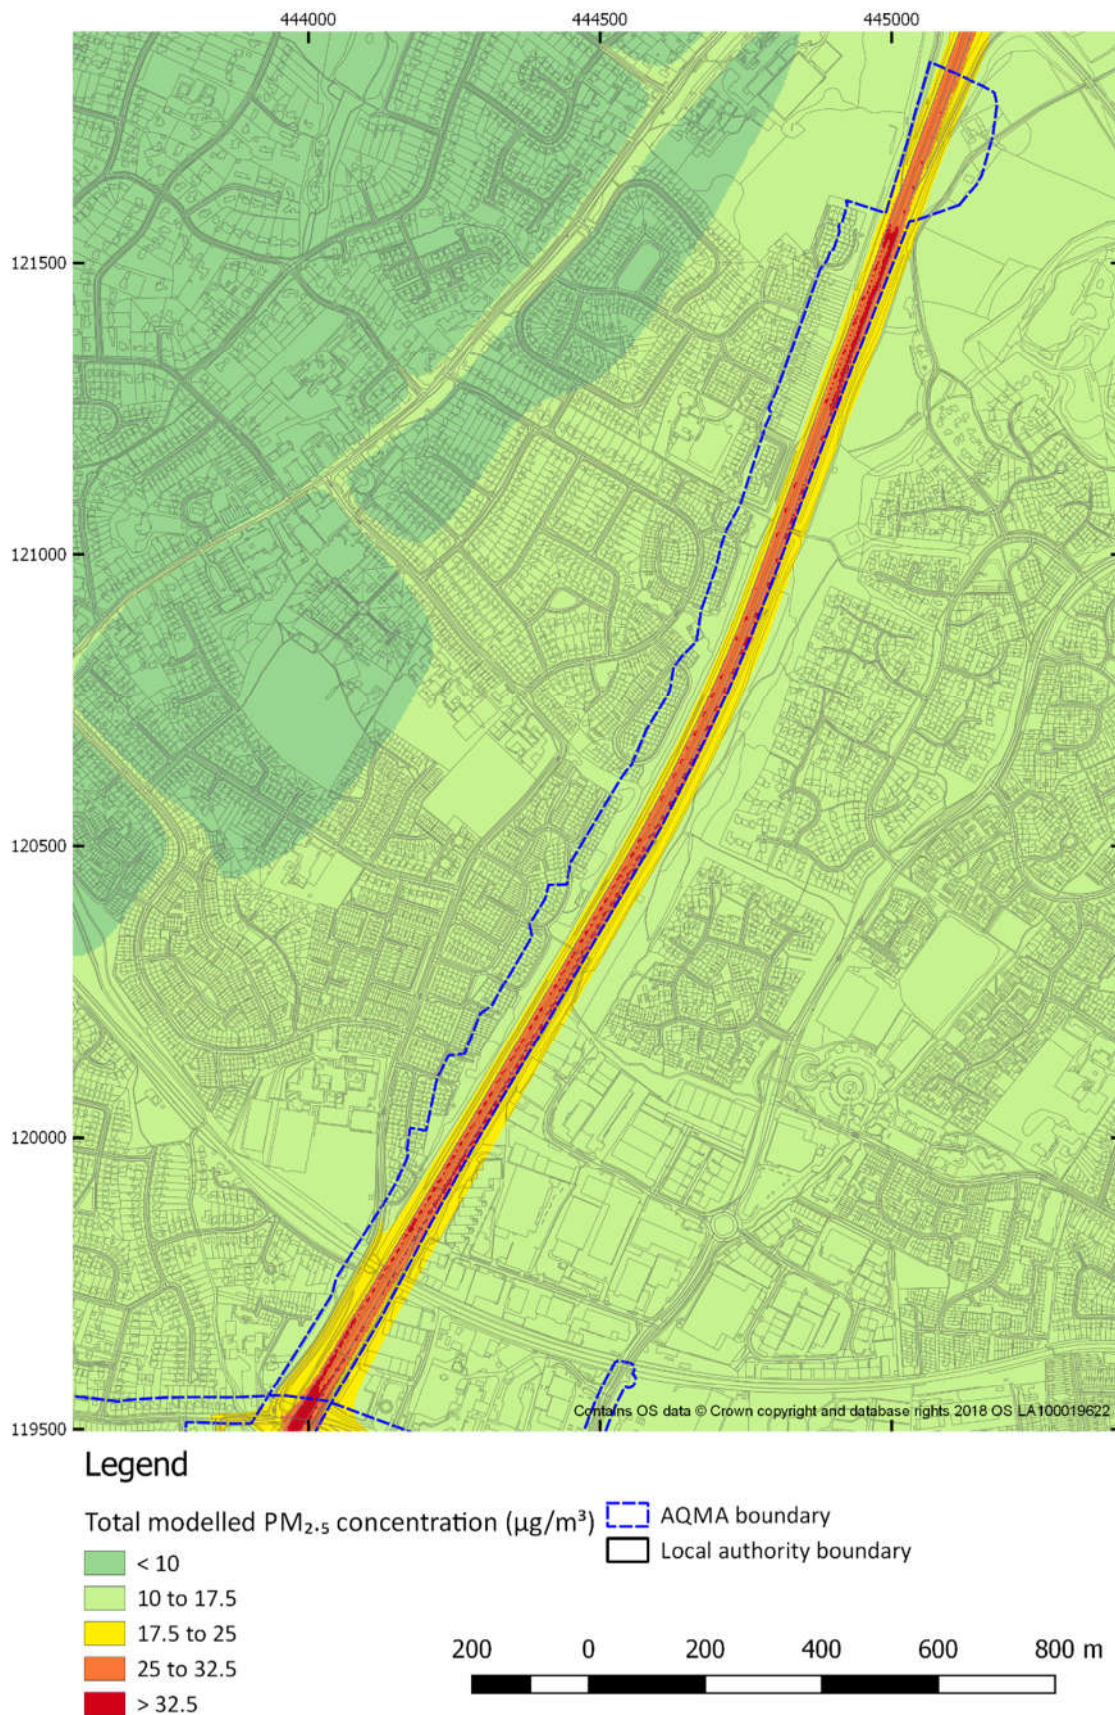 444000 444500 445000
121500
121000
120500
120000
119500
Contains OS data © Crown copyright and database rights 2018 OS LA100019622
Legend
Total modelled PM₂.₅ concentration (µg/m³)
< 10
10 to 17.5
17.5 to 25
25 to 32.5
> 32.5
AQMA boundary
Local authority boundary
200 0 200 400 600 800 m